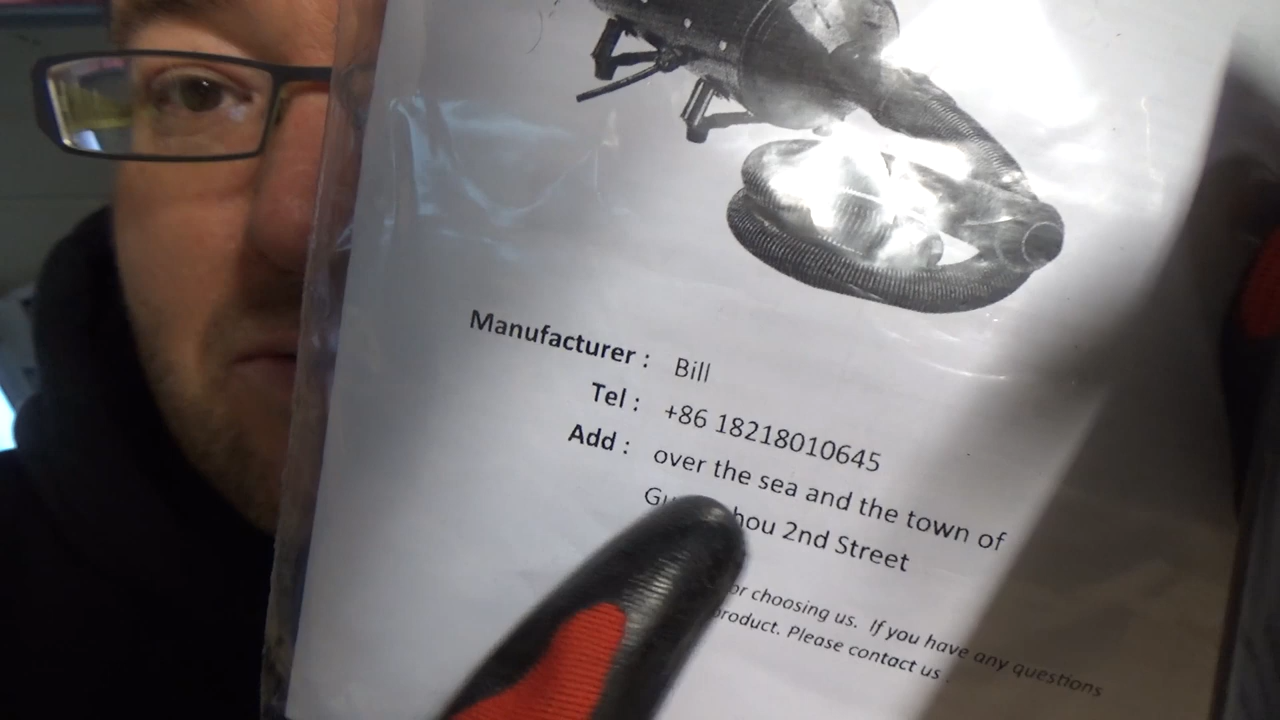 Manufacturer : Bill
Tel : +86 18218010645
Add : over the sea and the town of
2nd Street
choosing us. If you have any questions
product. Please contact us .